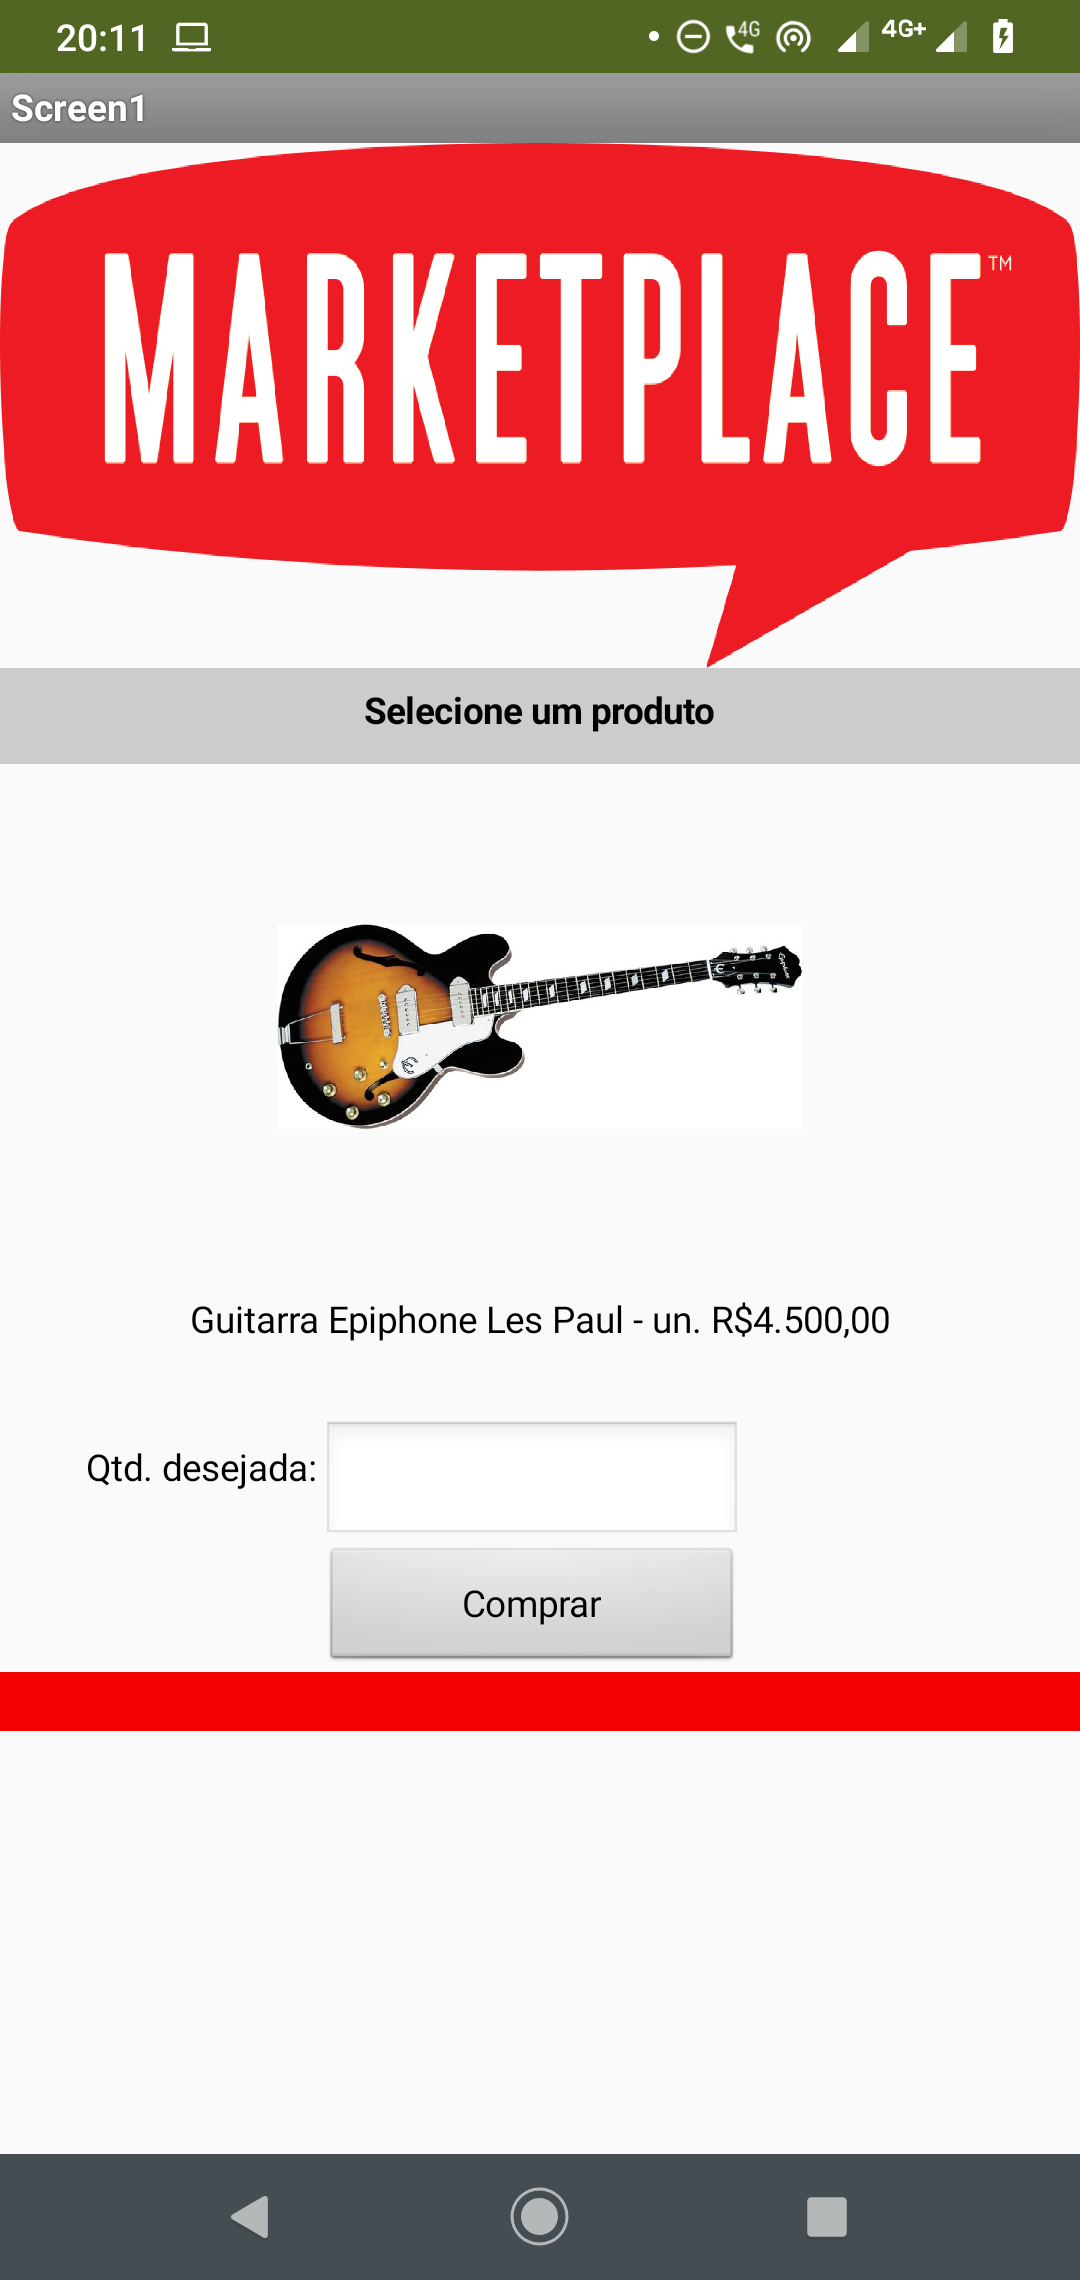 20:11
4G
4G+
Screen1
MARKETPLACE™
Selecione um produto
Guitarra Epiphone Les Paul - un. R$4.500,00
Qtd. desejada:
Comprar